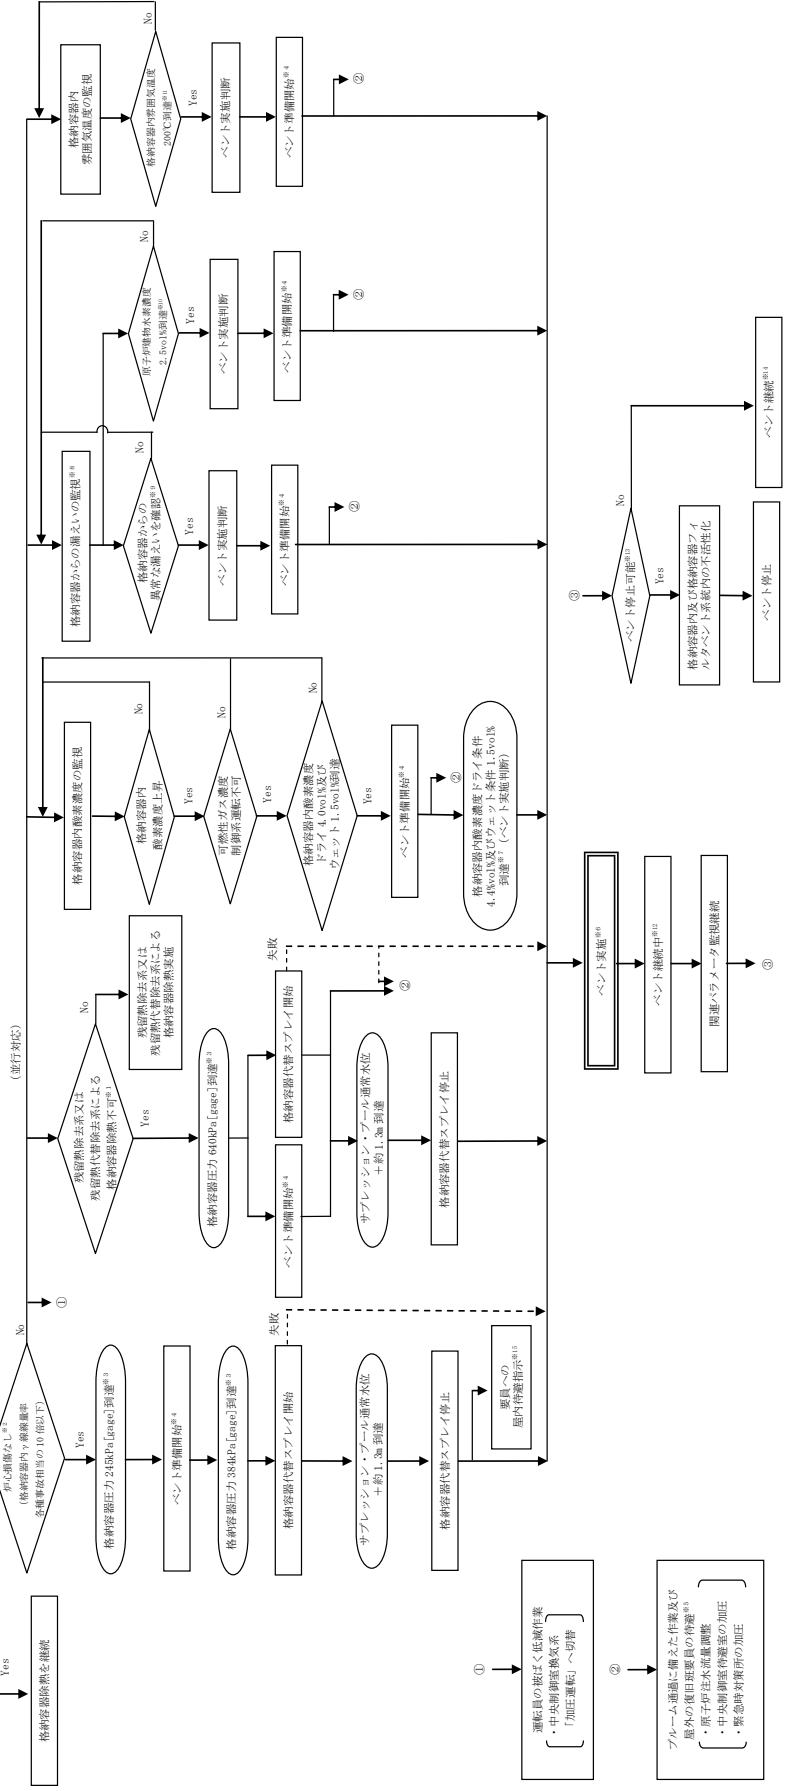 Yes
格納容器除熱を継続
炉心損傷なし※2
(格納容器内γ線線量率
各種事故相当の10倍以下)
No
①
Yes
格納容器圧力 245kPa[gage]到達※3
ベント準備開始※4
格納容器圧力 384kPa[gage]到達※3
格納容器代替スプレイ開始
失敗
サプレッション・プール通常水位
+約1.3m到達
格納容器代替スプレイ停止
要員への
屋内待避指示※15
(並行対応)
残留熱除去系又は
残留熱代替除去系による
格納容器除熱不可※1
No
残留熱除去系又は
残留熱代替除去系による
格納容器除熱実施
Yes
格納容器圧力 640kPa[gage]到達※3
ベント準備開始※4
格納容器代替スプレイ開始
失敗
②
サプレッション・プール通常水位
+約1.3m到達
格納容器代替スプレイ停止
格納容器内酸素濃度の監視
格納容器内
酸素濃度上昇
No
Yes
可燃性ガス濃度
制御系運転不可
No
Yes
格納容器内酸素濃度
ドライ 4.0vol%及び
ウェット 1.5vol%到達
No
Yes
ベント準備開始※4
②
格納容器内酸素濃度ドライ条件
4.4%vol%及びウェット条件 1.5vol%
到達※7(ベント実施判断)
格納容器からの漏えいの監視※8
格納容器からの
異常な漏えいを確認※9
No
Yes
ベント実施判断
ベント準備開始※4
②
原子炉建物水素濃度
2.5vol%到達※10
No
Yes
ベント実施判断
ベント準備開始※4
②
格納容器内
雰囲気温度の監視
格納容器内雰囲気温度
200℃到達※11
No
Yes
ベント実施判断
ベント準備開始※4
②
①
運転員の被ばく低減作業
・中央制御室換気系
「加圧運転」へ切替
②
プルーム通過に備えた作業及び
屋外の復旧班要員の待避※5
・原子炉注水流量調整
・中央制御室待避室の加圧
・緊急時対策所の加圧
ベント実施※6
ベント継続中※12
関連パラメータ監視継続
③
③
ベント停止可能※13
No
Yes
格納容器内及び格納容器フィ
ルタベント系統内の不活性化
ベント停止
ベント継続※14